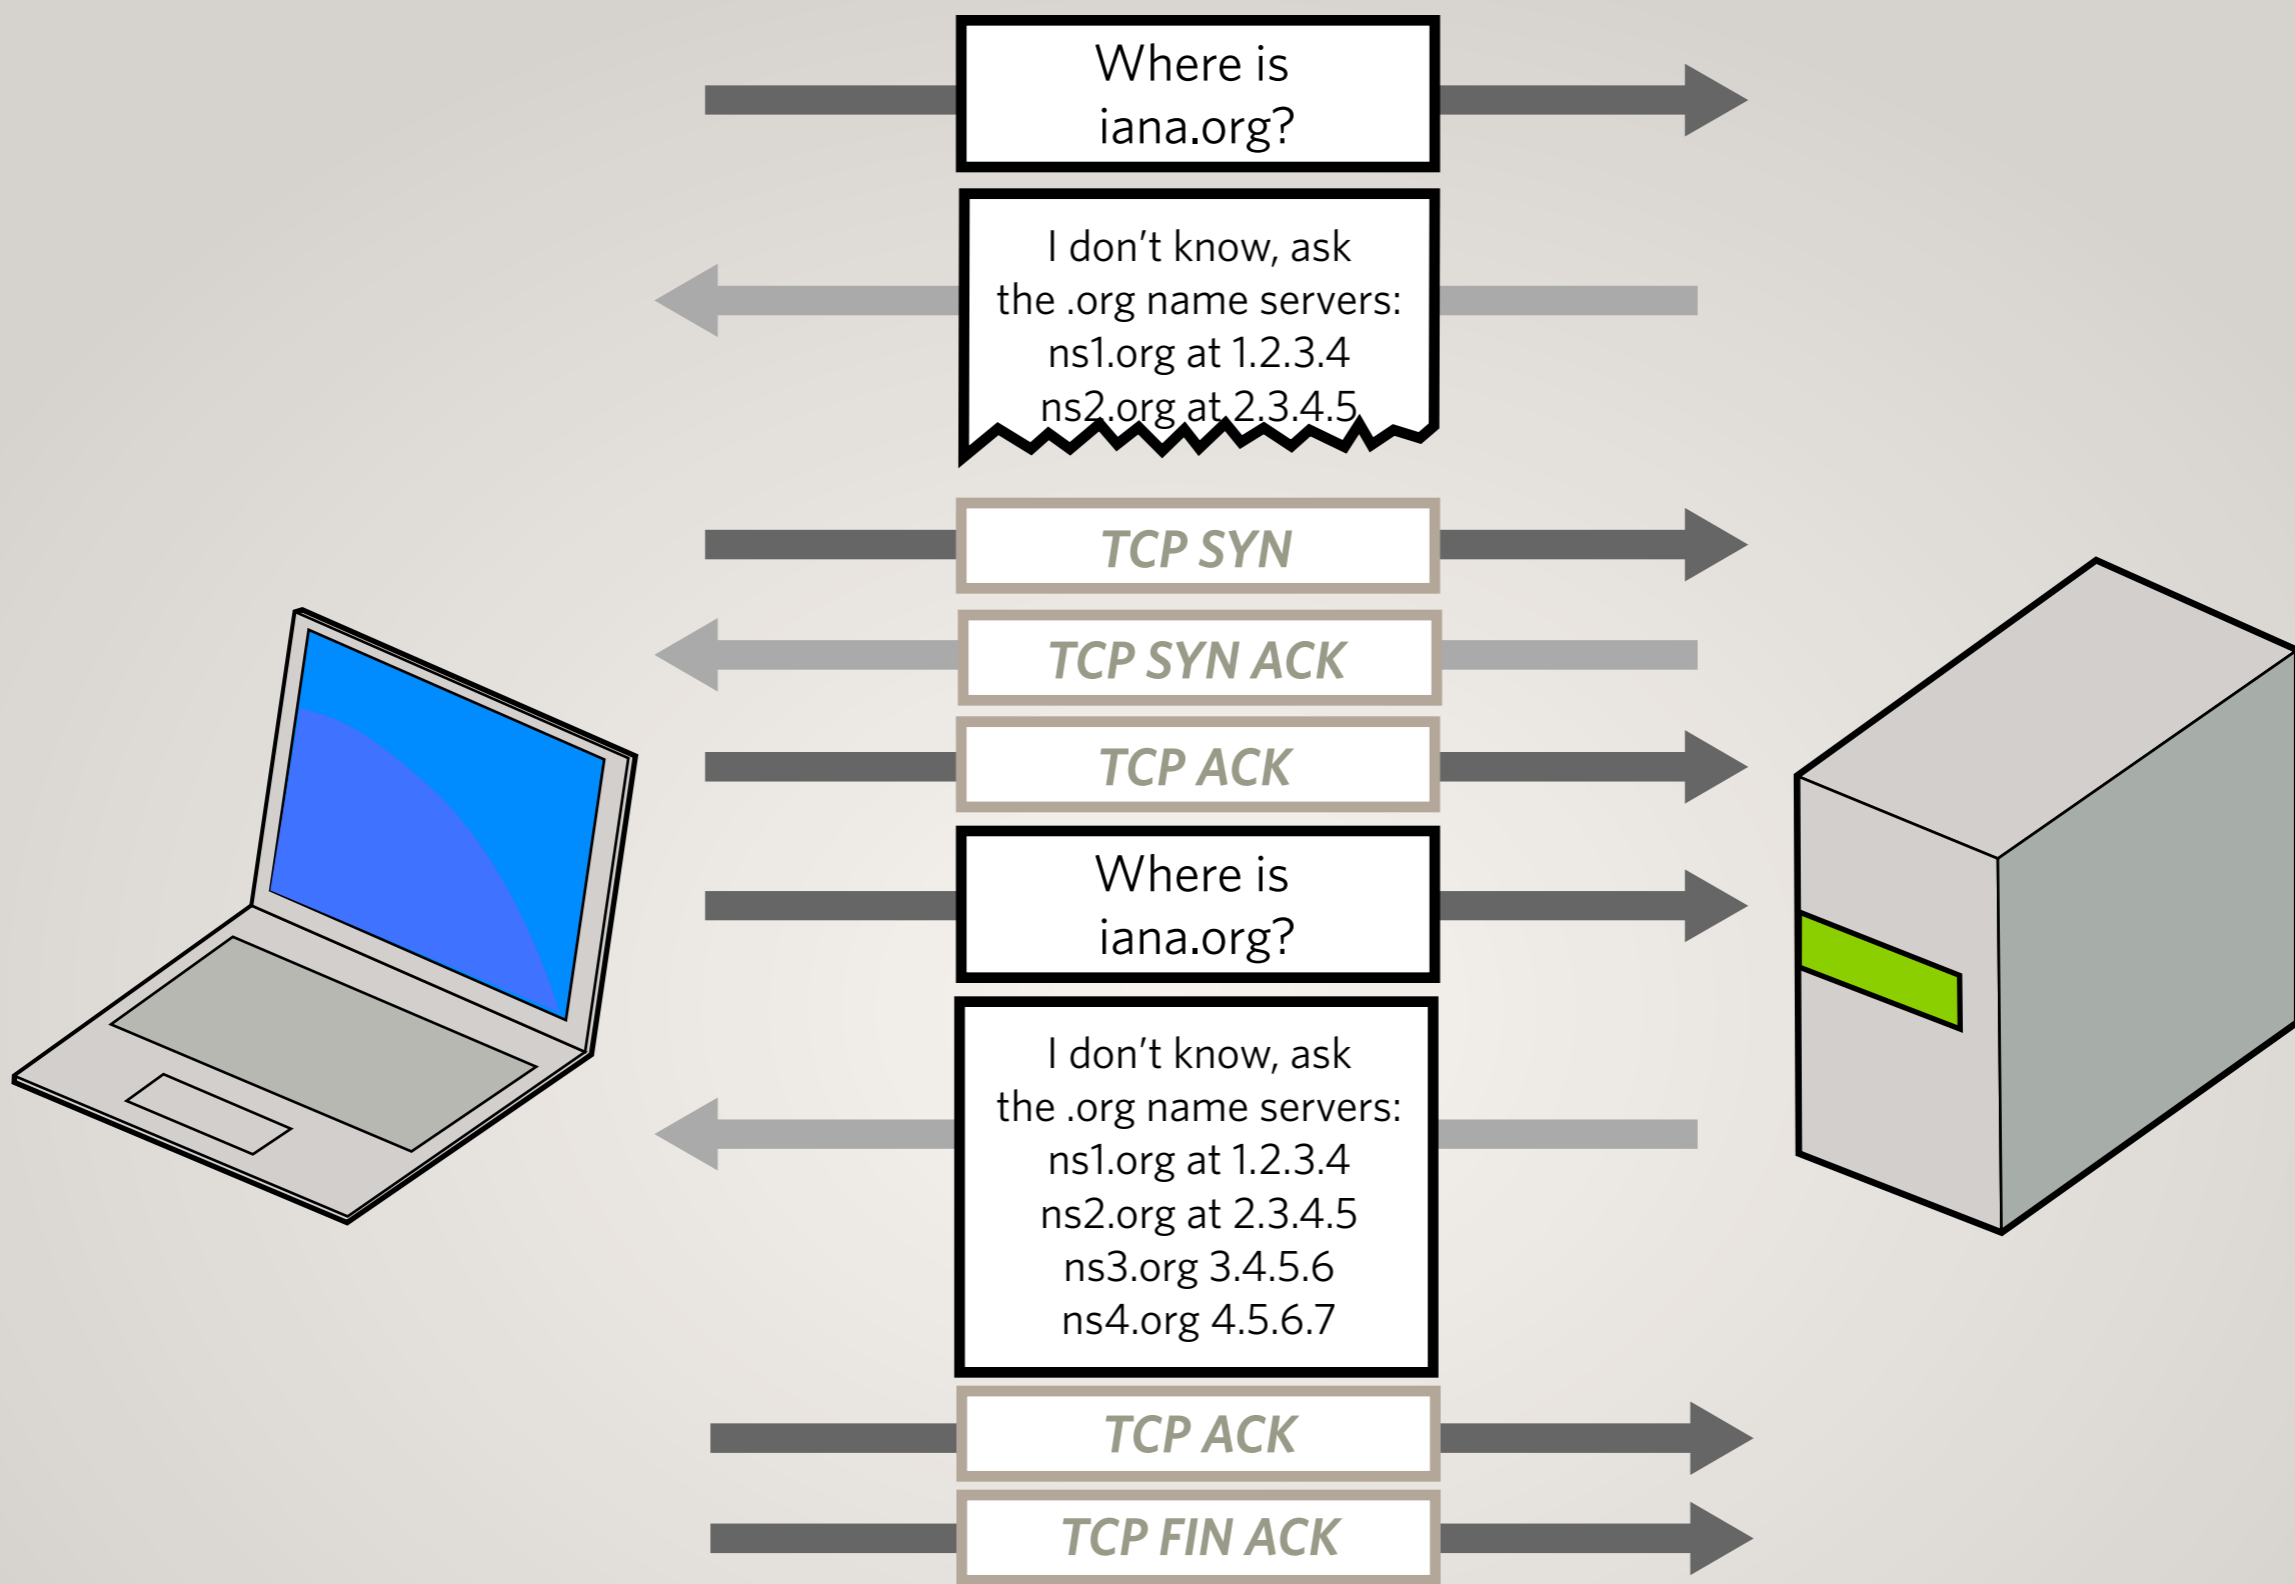 Where is
iana.org?
I don't know, ask
the .org name servers:
ns1.org at 1.2.3.4
ns2.org at 2.3.4.5
TCP SYN
TCP SYN ACK
TCP ACK
Where is
iana.org?
I don't know, ask
the .org name servers:
ns1.org at 1.2.3.4
ns2.org at 2.3.4.5
ns3.org 3.4.5.6
ns4.org 4.5.6.7
TCP ACK
TCP FIN ACK